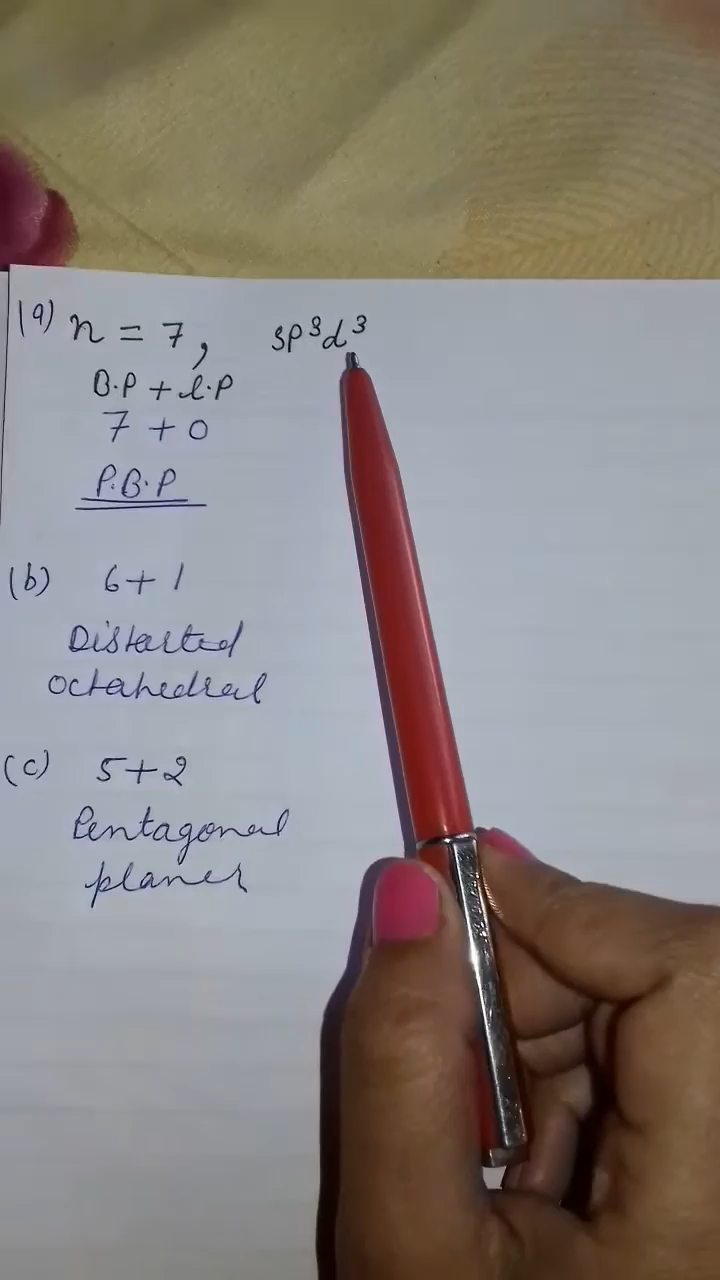 (a) n = 7, sp³d³
B.P + l.P
7 + 0
P.B.P
(b) 6 + 1
Distorted
octahedral
(c) 5 + 2
Pentagonal
planer